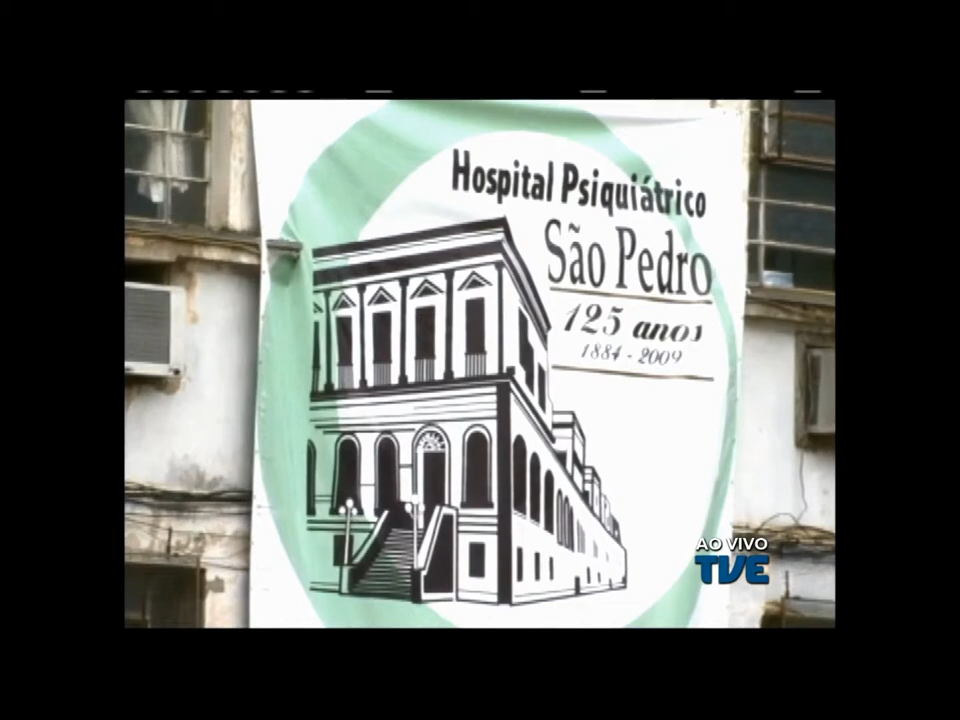 Hospital Psiquiátrico
São Pedro
125 anos
1884 - 2009
AO VIVO
TVE